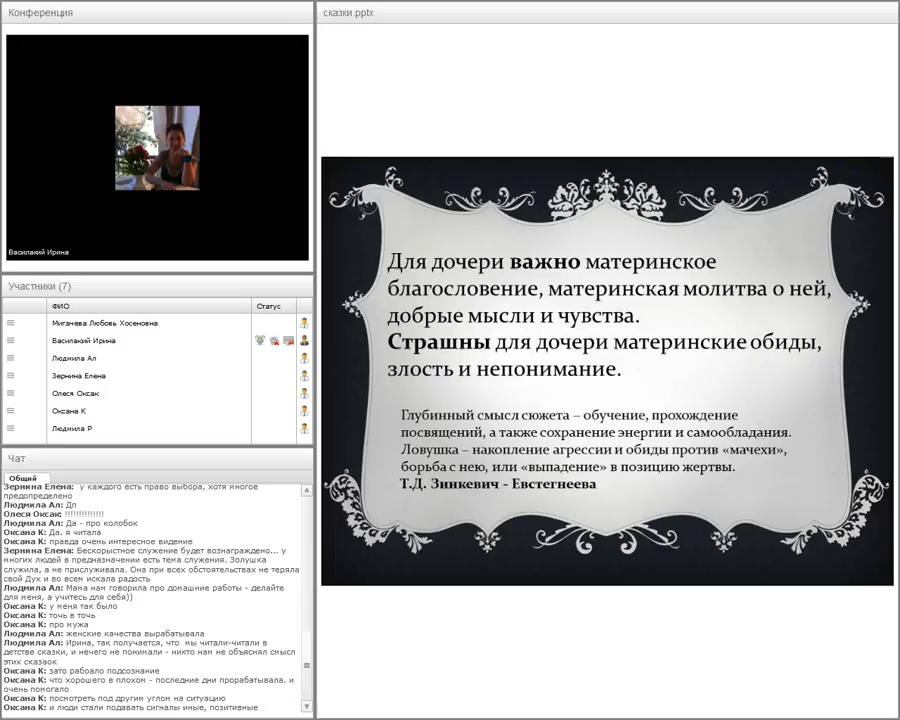 Конференция
Василакий Ирина
Участники (7)
ФИО
Статус
Мигачева Любовь Хосеновна
Василакий Ирина
Людмила Ал
Зернина Елена
Олеся Оксак
Оксана К
Людмила Р
Чат
Общий
Зернина Елена: у каждого есть право выбора, хотя многое
предопределено
Людмила Ал: Дп
Олеся Оксак: !!!!!!!!!!!!!!
Людмила Ал: Да - про колобок
Оксана К: Да. я читала
Оксана К: правда очень интересное видение
Зернина Елена: Бескорыстное служение будет вознаграждено... у
многих людей в предназначении есть тема служения. Золушка
служила, а не прислуживала. Она при всех обстоятельствах не теряла
свой Дух и во всем искала радость
Людмила Ал: Мама нам говорила про домашние работы - делайте
для меня, а учитесь для себя))
Оксана К: у меня так было
Оксана К: точь в точь
Оксана К: про мужа
Людмила Ал: женские качества вырабатывала
Людмила Ал: Ирина, так получается, что мы читали-читали в
детстве сказки, и нечего не понимали - никто нам не объяснял смысл
этих сказаок
Оксана К: зато рабоало подсознание
Оксана К: что хорошего в плохом - последние дни прорабатывала. и
очень помогало
Оксана К: посмотреть под другим углом на ситуацию
Оксана К: и люди стали подавать сигналы иные, позитивные
сказки.pptx
Для дочери важно материнское
благословение, материнская молитва о ней,
добрые мысли и чувства.
Страшны для дочери материнские обиды,
злость и непонимание.
Глубинный смысл сюжета – обучение, прохождение
посвящений, а также сохранение энергии и самообладания.
Ловушка – накопление агрессии и обиды против «мачехи»,
борьба с нею, или «выпадение» в позицию жертвы.
Т.Д. Зинкевич - Евстегнеева